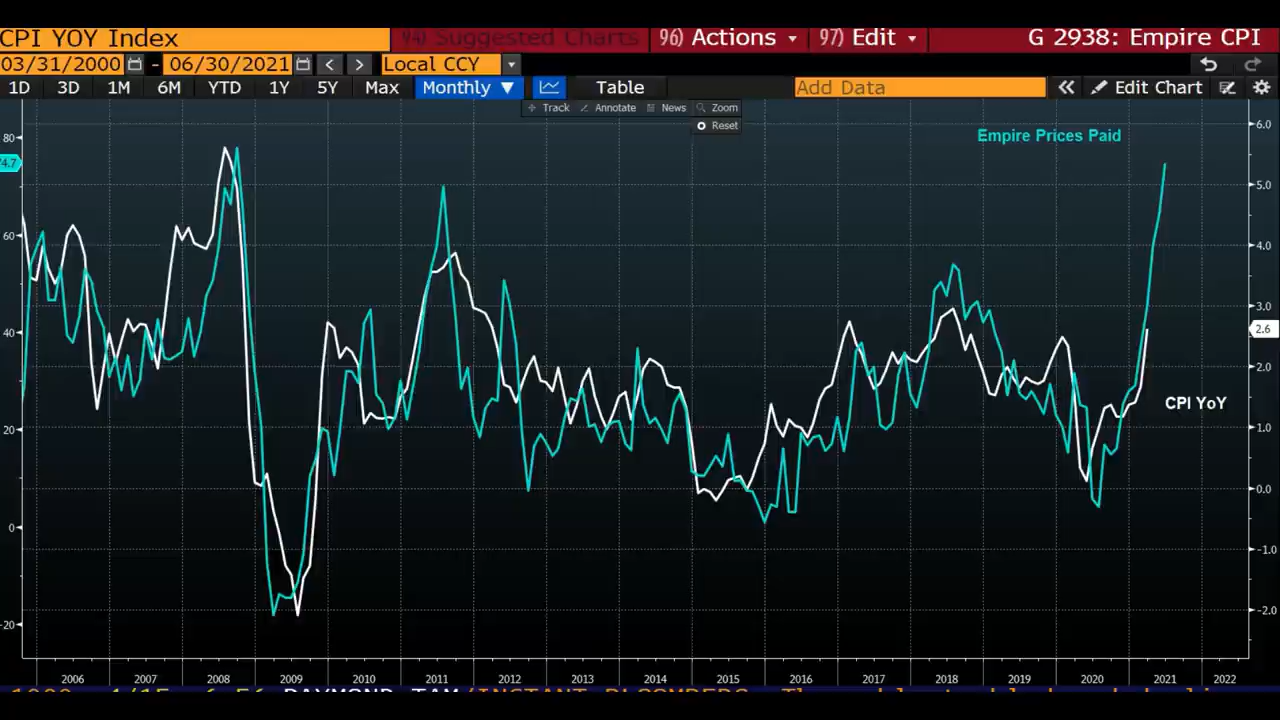 CPI YOY Index 94) Suggested Charts 96) Actions 97) Edit G 2938: Empire CPI
03/31/2000 - 06/30/2021 Local CCY
1D 3D 1M 6M YTD 1Y 5Y Max Monthly ▼ Table Add Data Edit Chart
Track Annotate News Zoom
Reset
Empire Prices Paid
80
60
40
20
0
-20
6.0
5.0
4.0
3.0
2.6
2.0
1.0
0.0
-1.0
-2.0
CPI YoY
2006 2007 2008 2009 2010 2011 2012 2013 2014 2015 2016 2017 2018 2019 2020 2021 2022